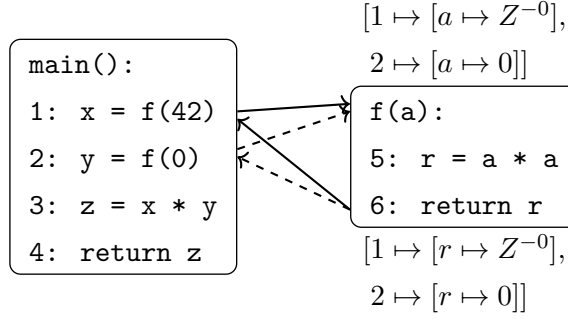 [1 ↦ [a ↦ Z⁻⁰],
2 ↦ [a ↦ 0]]
main():
1: x = f(42)
2: y = f(0)
3: z = x * y
4: return z
f(a):
5: r = a * a
6: return r
[1 ↦ [r ↦ Z⁻⁰],
2 ↦ [r ↦ 0]]